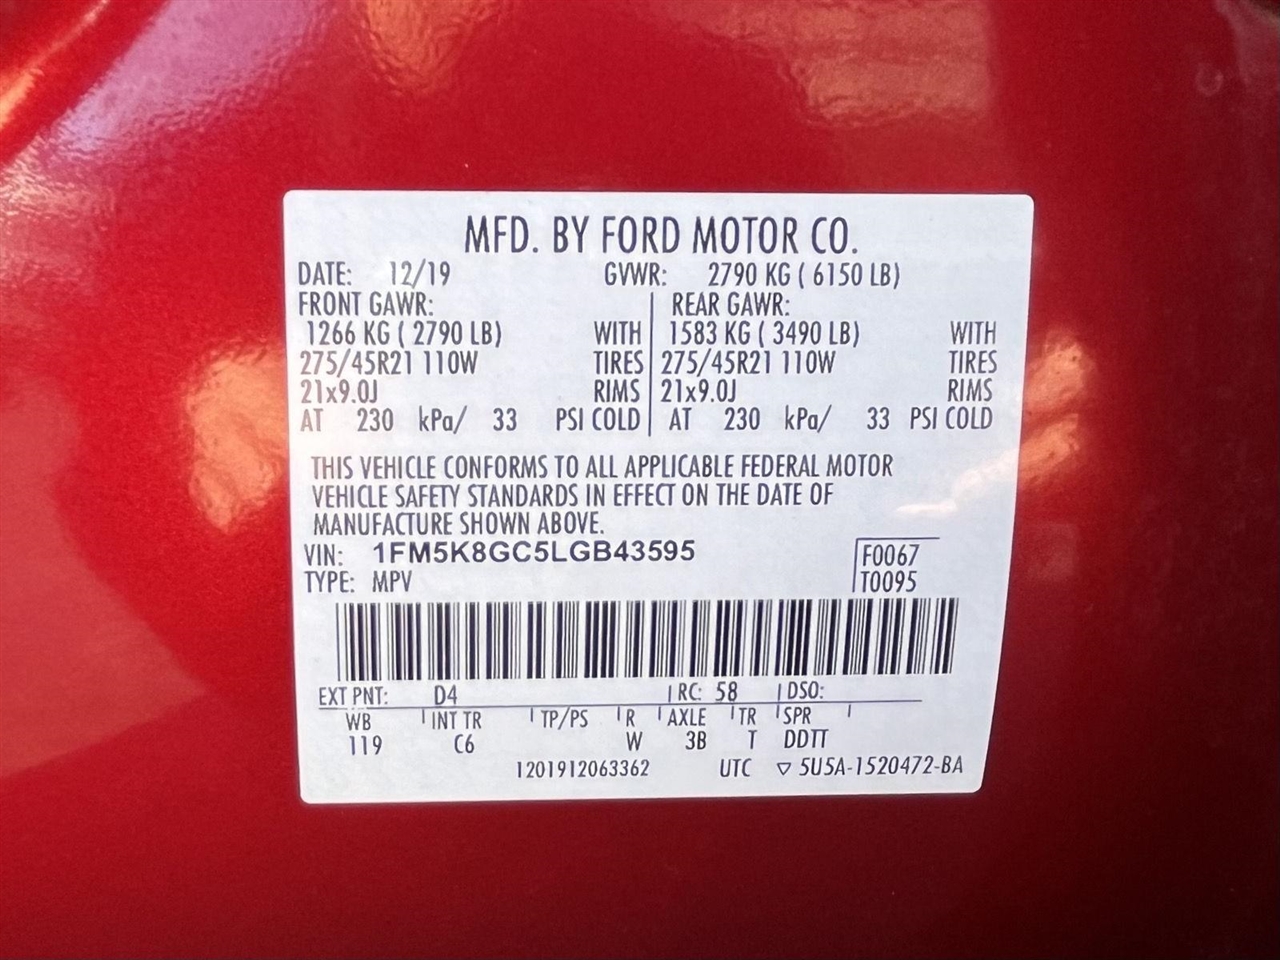 MFD. BY FORD MOTOR CO.
DATE: 12/19 GVWR: 2790 KG ( 6150 LB)
FRONT GAWR: REAR GAWR:
1266 KG ( 2790 LB) WITH 1583 KG ( 3490 LB) WITH
275/45R21 110W TIRES 275/45R21 110W TIRES
21x9.0J RIMS 21x9.0J RIMS
AT 230 kPa/ 33 PSI COLD AT 230 kPa/ 33 PSI COLD
THIS VEHICLE CONFORMS TO ALL APPLICABLE FEDERAL MOTOR
VEHICLE SAFETY STANDARDS IN EFFECT ON THE DATE OF
MANUFACTURE SHOWN ABOVE.
VIN: 1FM5K8GC5LGB43595 F0067
TYPE: MPV T0095
EXT PNT: D4 RC: 58 DSO:
WB INT TR TP/PS R AXLE TR SPR
119 C6 W 3B T DDTT
1201912063362 UTC ▽ 5U5A-1520472-BA